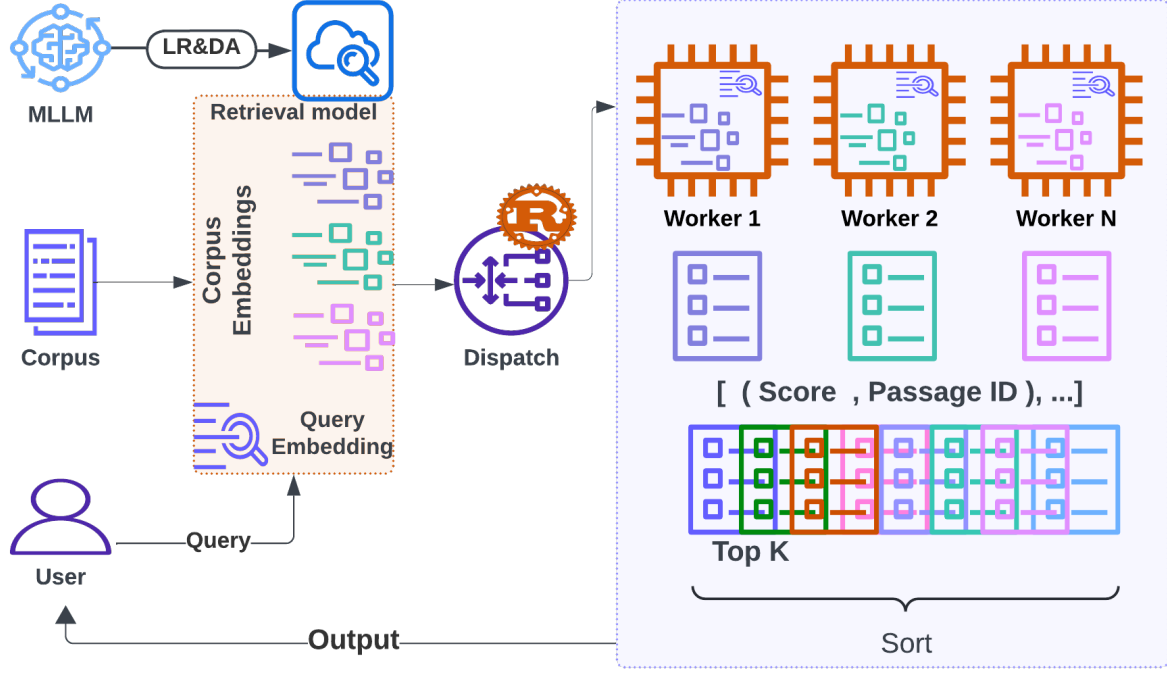 LR&DA
MLLM
Retrieval model
Corpus
Embeddings
Query
Embedding
Corpus
R
Dispatch
User
Query
Output
Worker 1
Worker 2
Worker N
[ ( Score , Passage ID ), ...]
Top K
Sort